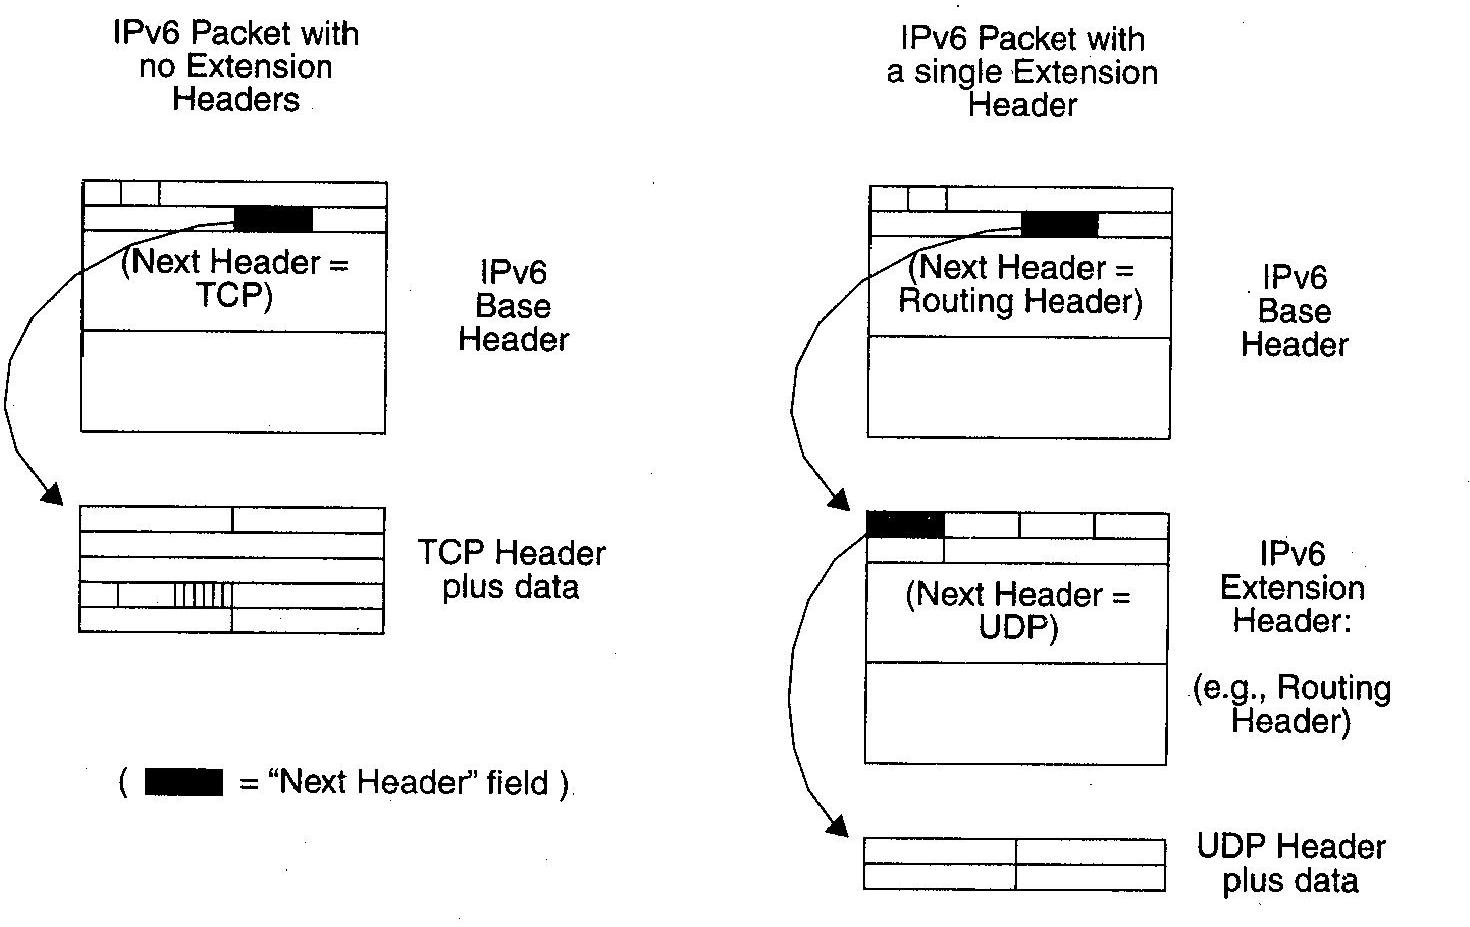 IPv6 Packet with
no Extension
Headers
(Next Header =
TCP)
IPv6
Base
Header
TCP Header
plus data
( = “Next Header” field )
IPv6 Packet with
a single Extension
Header
(Next Header =
Routing Header)
IPv6
Base
Header
(Next Header =
UDP)
IPv6
Extension
Header:
(e.g., Routing
Header)
UDP Header
plus data